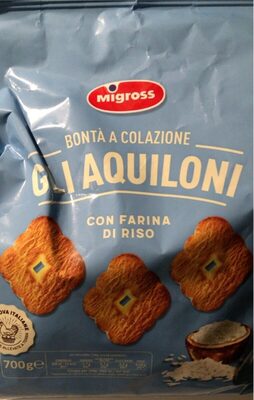 MIGROSS
BONTÀ A COLAZIONE
GLI AQUILONI
CON FARINA
DI RISO
700g e